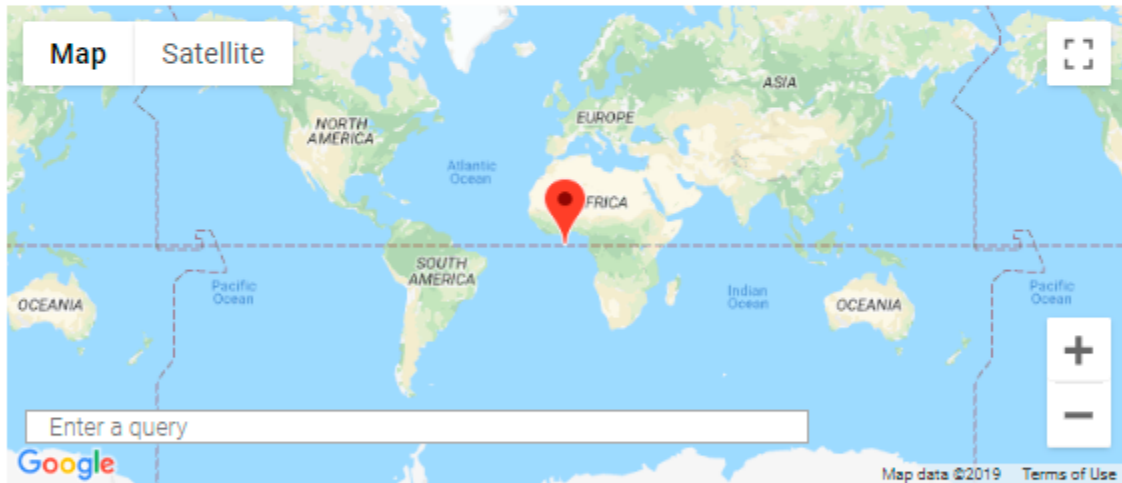 Map
Satellite
ASIA
EUROPE
NORTH
AMERICA
Atlantic
Ocean
FRICA
SOUTH
AMERICA
Pacific
Ocean
Indian
Ocean
Pacific
Ocean
OCEANIA
OCEANIA
+
−
Enter a query
Google
Map data ©2019
Terms of Use